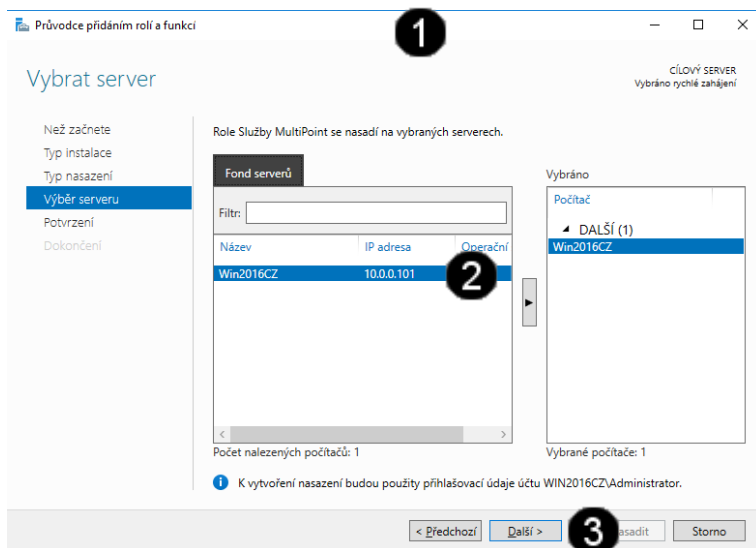 Průvodce přidáním rolí a funkcí
1
Vybrat server
CÍLOVÝ SERVER
Vybráno rychlé zahájení
Než začnete
Typ instalace
Typ nasazení
Výběr serveru
Potvrzení
Dokončení
Role Služby MultiPoint se nasadí na vybraných serverech.
Fond serverů
Filtr:
Název IP adresa Operační
Win2016CZ 10.0.0.101
2
Počet nalezených počítačů: 1
Vybráno
Počítač
DALŠÍ (1)
Win2016CZ
Vybrané počítače: 1
K vytvoření nasazení budou použity přihlašovací údaje účtu WIN2016CZ\Administrator.
< Předchozí Další > 3 Storno